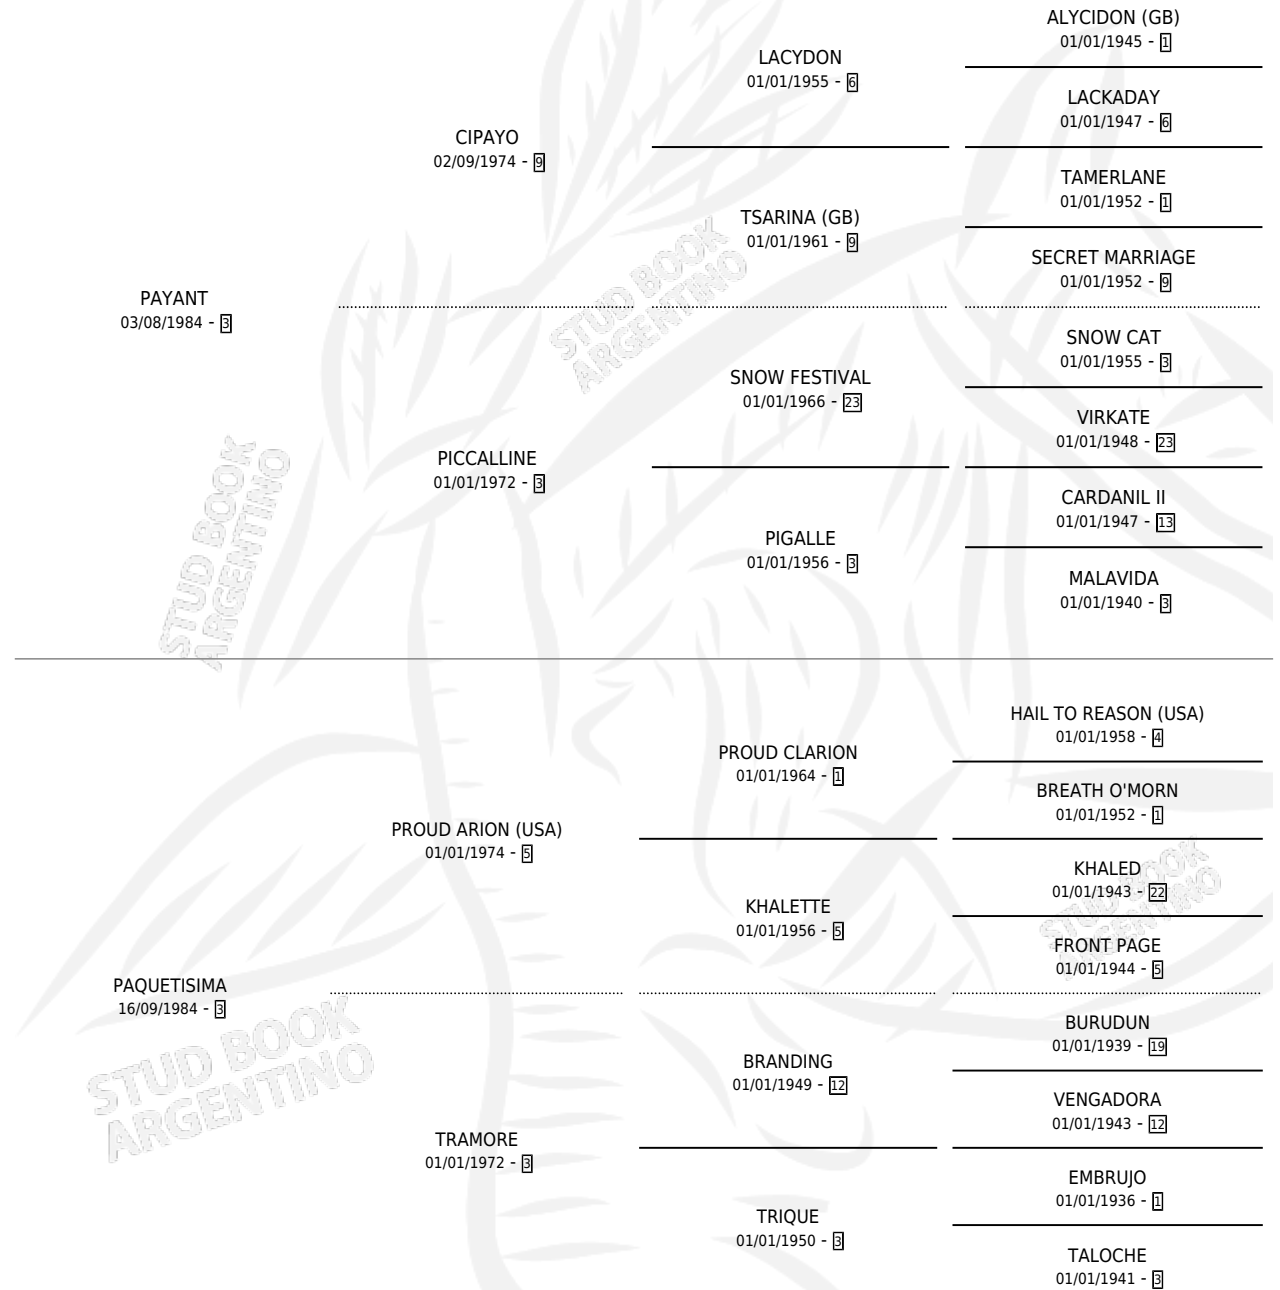 ALYCIDON (GB)
01/01/1945 - 1
LACYDON
01/01/1955 - 6
LACKADAY
01/01/1947 - 6
CIPAYO
02/09/1974 - 9
TAMERLANE
01/01/1952 - 1
TSARINA (GB)
01/01/1961 - 9
SECRET MARRIAGE
01/01/1952 - 9
PAYANT
03/08/1984 - 3
STUD BOOK
ARGENTINO
SNOW CAT
01/01/1955 - 3
SNOW FESTIVAL
01/01/1966 - 23
VIRKATE
01/01/1948 - 23
PICCALLINE
01/01/1972 - 3
CARDANIL II
01/01/1947 - 13
PIGALLE
01/01/1956 - 3
MALAVIDA
01/01/1940 - 3
STUD BOOK
ARGENTINO
HAIL TO REASON (USA)
01/01/1958 - 4
PROUD CLARION
01/01/1964 - 1
BREATH O'MORN
01/01/1952 - 1
PROUD ARION (USA)
01/01/1974 - 5
KHALED
01/01/1943 - 22
KHALETTE
01/01/1956 - 5
FRONT PAGE
01/01/1944 - 5
STUD BOOK
ARGENTINO
PAQUETISIMA
16/09/1984 - 3
STUD BOOK
ARGENTINO
BURUDUN
01/01/1939 - 19
BRANDING
01/01/1949 - 12
VENGADORA
01/01/1943 - 12
TRAMORE
01/01/1972 - 3
EMBRUJO
01/01/1936 - 1
TRIQUE
01/01/1950 - 3
TALOCHE
01/01/1941 - 3